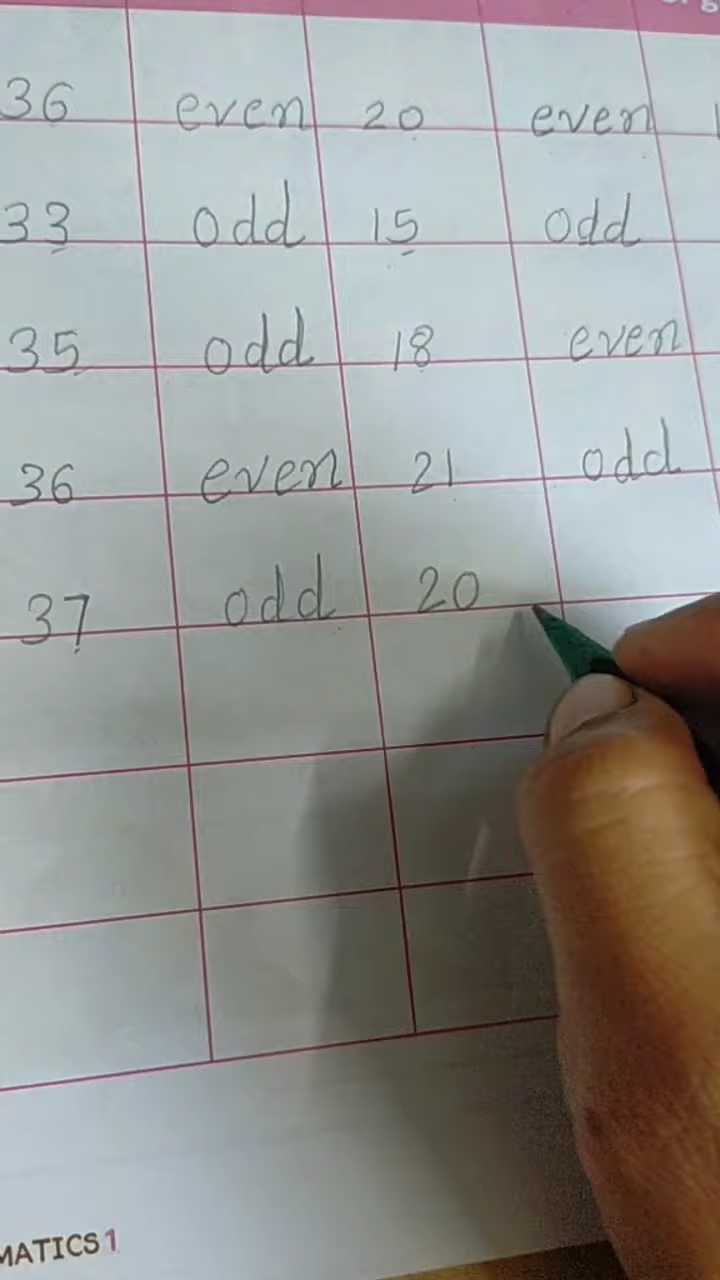 36 even 20 even
33 odd 15 odd
35 odd 18 even
36 even 21 odd
37 odd 20
MATICS 1